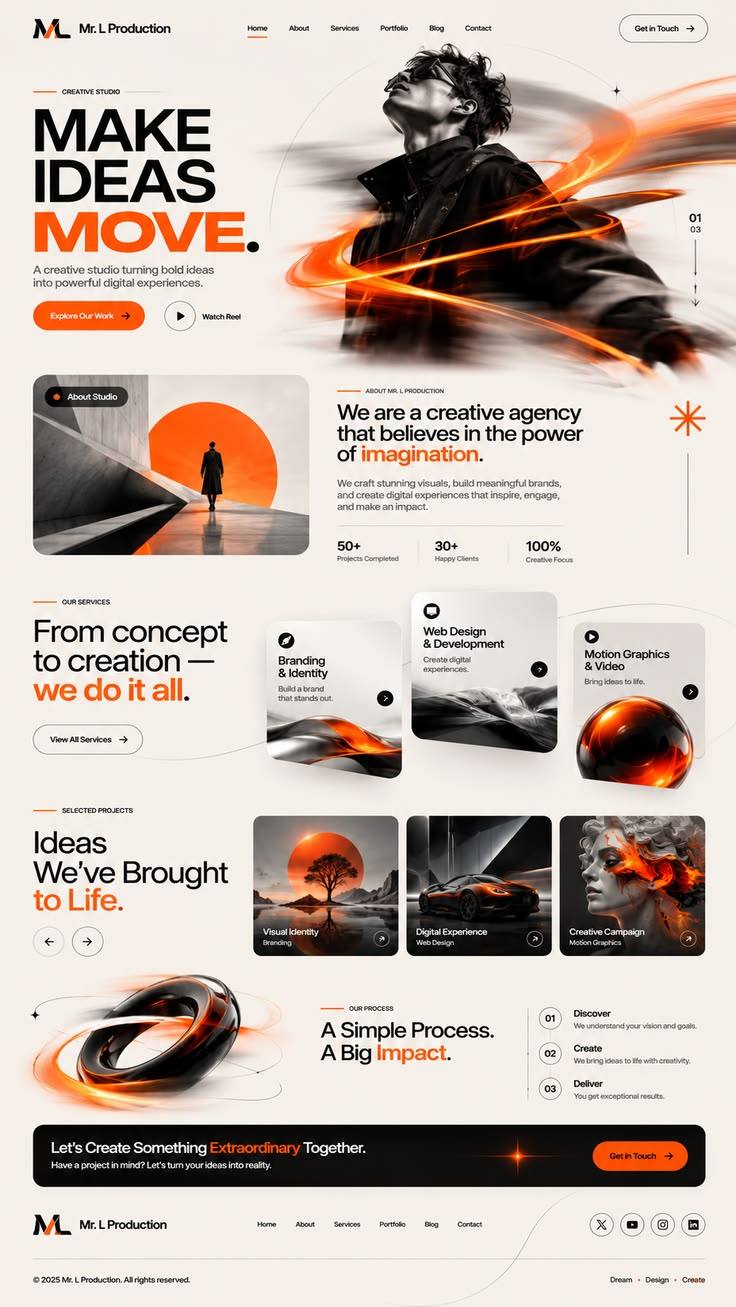 ML Mr. L Production
Home About Services Portfolio Blog Contact
Get in Touch
CREATIVE STUDIO
MAKE
IDEAS
MOVE.
A creative studio turning bold ideas
into powerful digital experiences.
Explore Our Work
Watch Reel
01
03
About Studio
ABOUT MR. L PRODUCTION
We are a creative agency
that believes in the power
of imagination.
We craft stunning visuals, build meaningful brands,
and create digital experiences that inspire, engage,
and make an impact.
50+
Projects Completed
30+
Happy Clients
100%
Creative Focus
OUR SERVICES
From concept
to creation —
we do it all.
View All Services
Branding
& Identity
Build a brand
that stands out.
Web Design
& Development
Create digital
experiences.
Motion Graphics
& Video
Bring ideas to life.
SELECTED PROJECTS
Ideas
We've Brought
to Life.
Visual Identity
Branding
Digital Experience
Web Design
Creative Campaign
Motion Graphics
OUR PROCESS
A Simple Process.
A Big Impact.
01 Discover
We understand your vision and goals.
02 Create
We bring ideas to life with creativity.
03 Deliver
You get exceptional results.
Let's Create Something Extraordinary Together.
Have a project in mind? Let's turn your ideas into reality.
Get in Touch
ML Mr. L Production
Home About Services Portfolio Blog Contact
© 2025 Mr. L Production. All rights reserved.
Dream • Design • Create